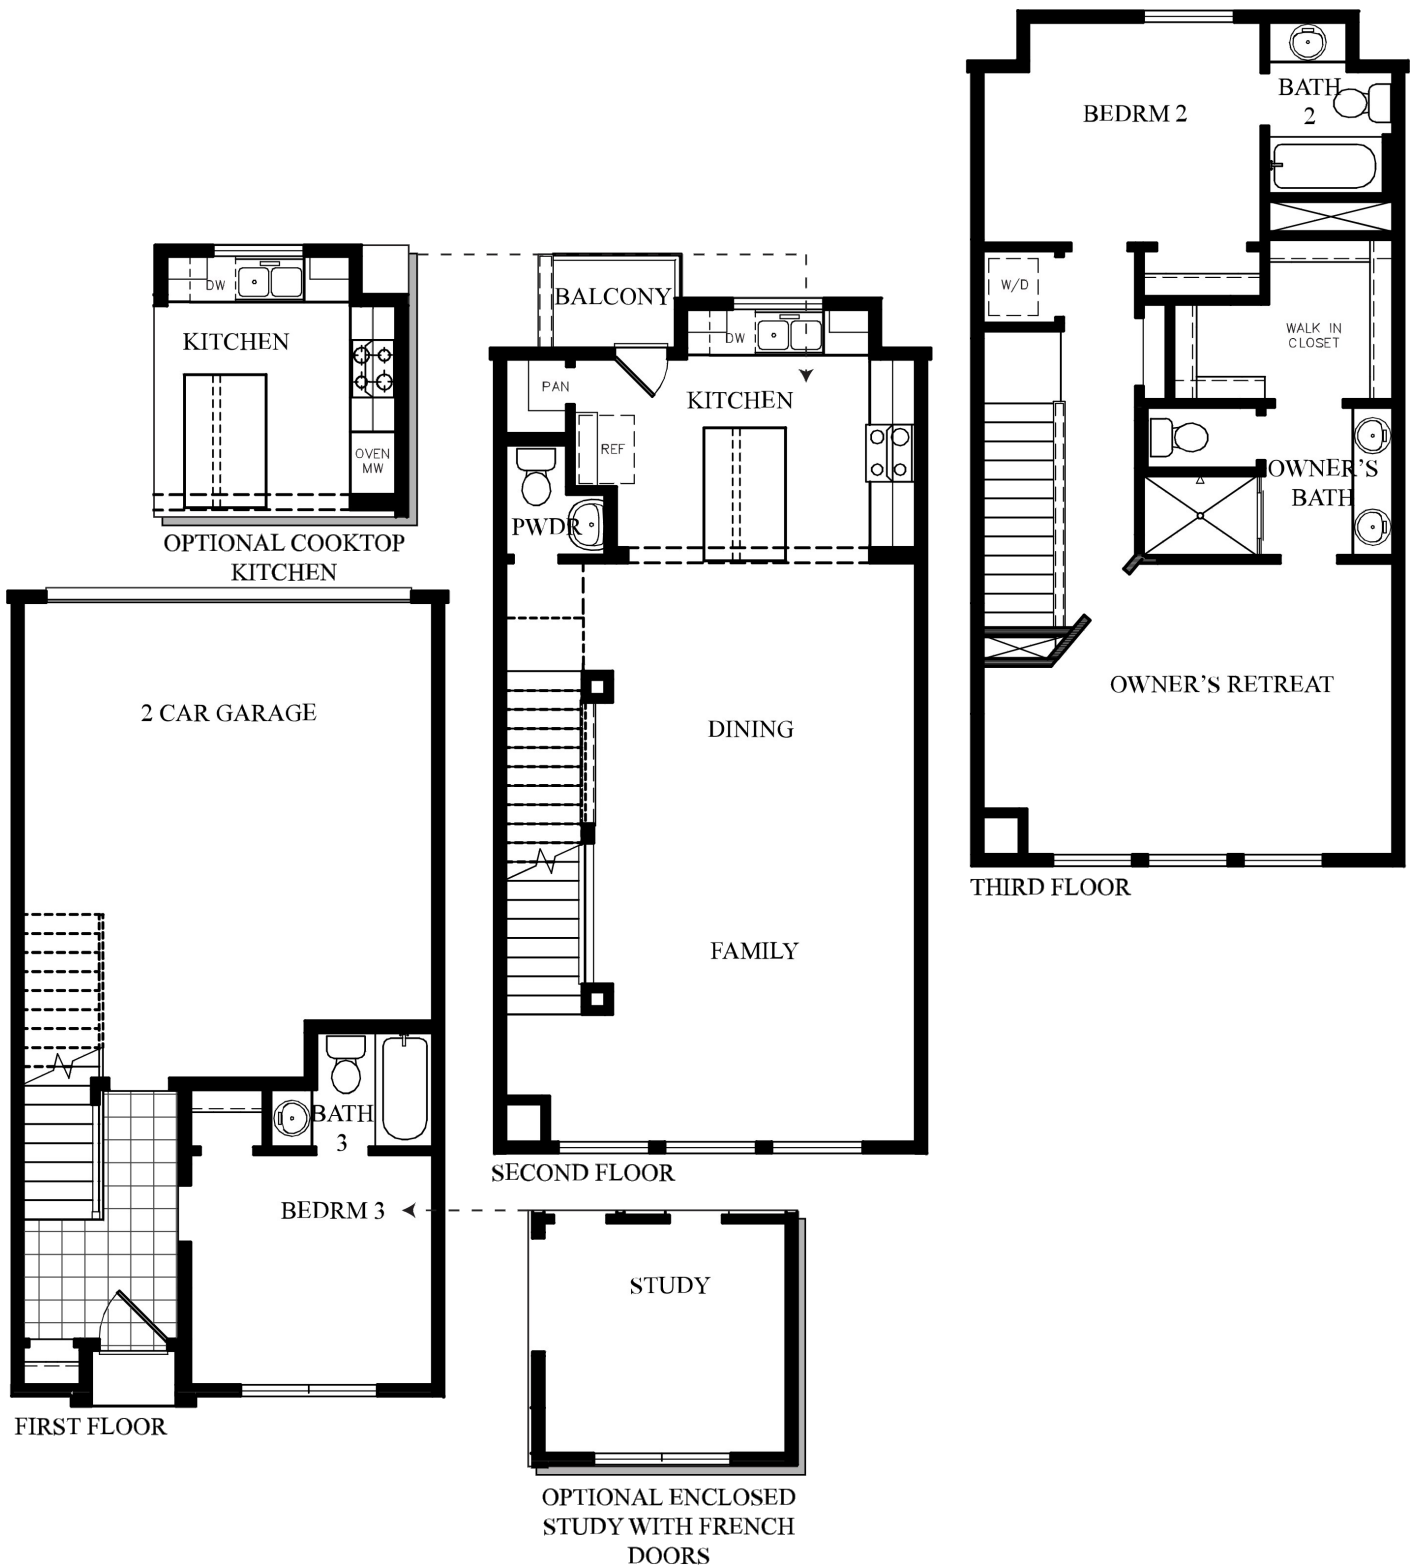 KITCHEN
DW
OVEN
MW
OPTIONAL COOKTOP
KITCHEN
2 CAR GARAGE
BATH
3
BEDRM 3
FIRST FLOOR
BALCONY
DW
PAN
KITCHEN
REF
PWDR
DINING
FAMILY
SECOND FLOOR
STUDY
OPTIONAL ENCLOSED
STUDY WITH FRENCH
DOORS
BEDRM 2
BATH
2
W/D
WALK IN
CLOSET
OWNER'S
BATH
OWNER'S RETREAT
THIRD FLOOR